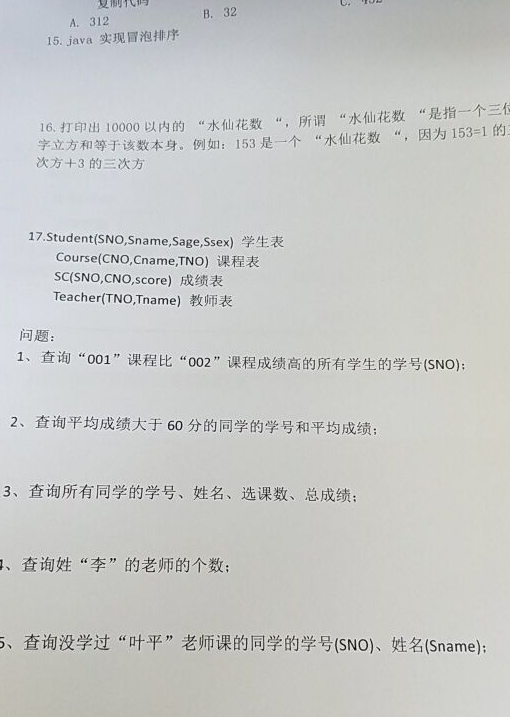 复制代码
A. 312
B. 32
C. 432
15. java 实现冒泡排序
16. 打印出 10000 以内的 “水仙花数 “，所谓 “水仙花数 “是指一个三位
字立方和等于该数本身。例如：153 是一个 “水仙花数 “，因为 153=1 的三
次方＋3 的三次方
17.Student(SNO,Sname,Sage,Ssex) 学生表
Course(CNO,Cname,TNO) 课程表
SC(SNO,CNO,score) 成绩表
Teacher(TNO,Tname) 教师表
问题：
1、查询“001”课程比“002”课程成绩高的所有学生的学号(SNO)；
2、查询平均成绩大于 60 分的同学的学号和平均成绩；
3、查询所有同学的学号、姓名、选课数、总成绩；
4、查询姓“李”的老师的个数；
5、查询没学过“叶平”老师课的同学的学号(SNO)、姓名(Sname)；